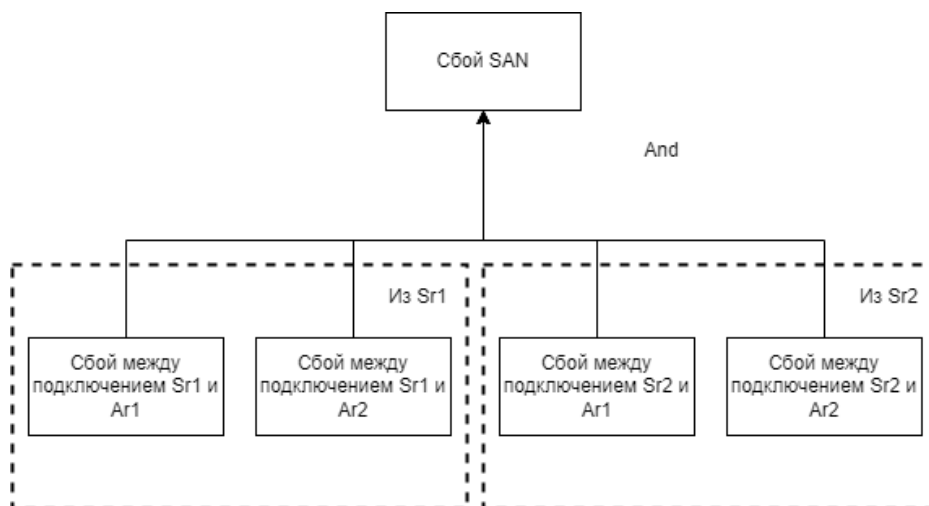 Сбой SAN
And
Из Sr1
Из Sr2
Сбой между
подключением Sr1 и
Ar1
Сбой между
подключением Sr1 и
Ar2
Сбой между
подключением Sr2 и
Ar1
Сбой между
подключением Sr2 и
Ar2